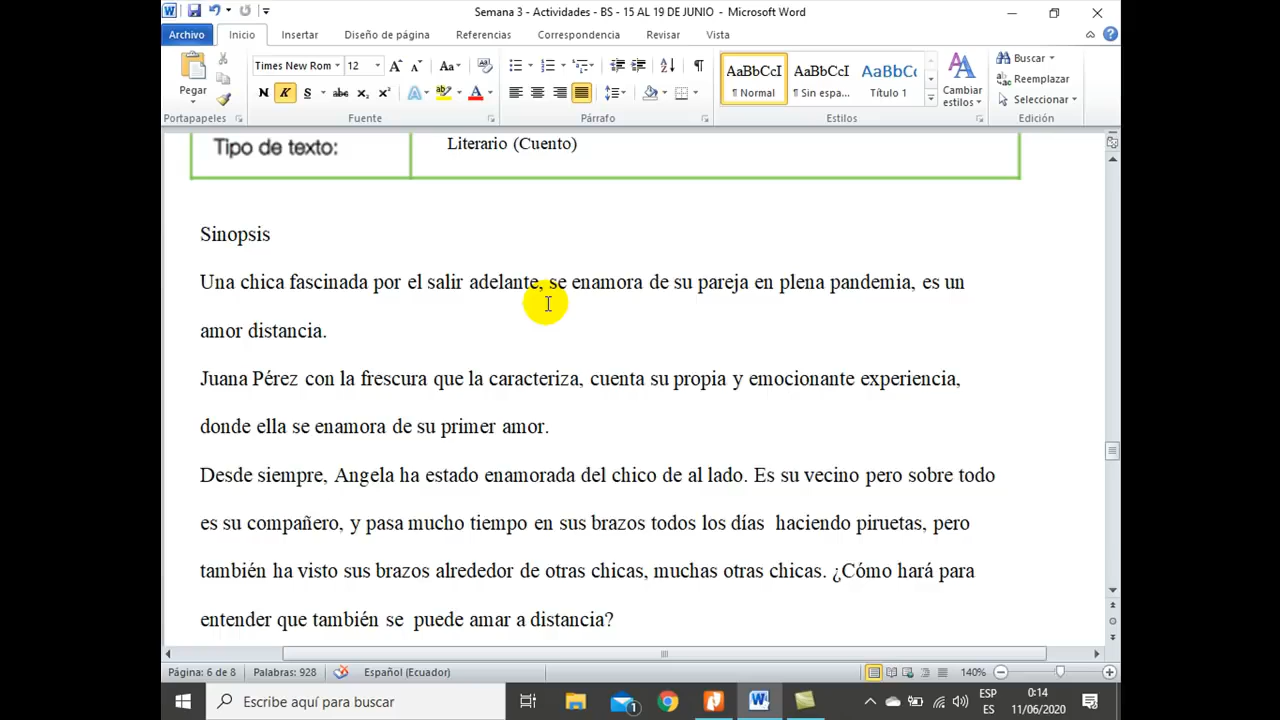 Semana 3 - Actividades - BS - 15 AL 19 DE JUNIO - Microsoft Word
Archivo Inicio Insertar Diseño de página Referencias Correspondencia Revisar Vista
Times New Rom 12 Aa AaBbCcI AaBbCcI AaBbCc Buscar
Reemplazar
Pegar N K S abc x₂ x² A ¶ Normal ¶ Sin espa... Título 1 Cambiar estilos Seleccionar
Portapapeles Fuente Párrafo Estilos Edición
Tipo de texto: Literario (Cuento)
Sinopsis
Una chica fascinada por el salir adelante, se enamora de su pareja en plena pandemia, es un
amor distancia.
Juana Pérez con la frescura que la caracteriza, cuenta su propia y emocionante experiencia,
donde ella se enamora de su primer amor.
Desde siempre, Angela ha estado enamorada del chico de al lado. Es su vecino pero sobre todo
es su compañero, y pasa mucho tiempo en sus brazos todos los días  haciendo piruetas, pero
también ha visto sus brazos alrededor de otras chicas, muchas otras chicas. ¿Cómo hará para
entender que también se  puede amar a distancia?
Página: 6 de 8 Palabras: 928 Español (Ecuador) 140%
Escribe aquí para buscar 1 ESP 0:14
ES 11/06/2020